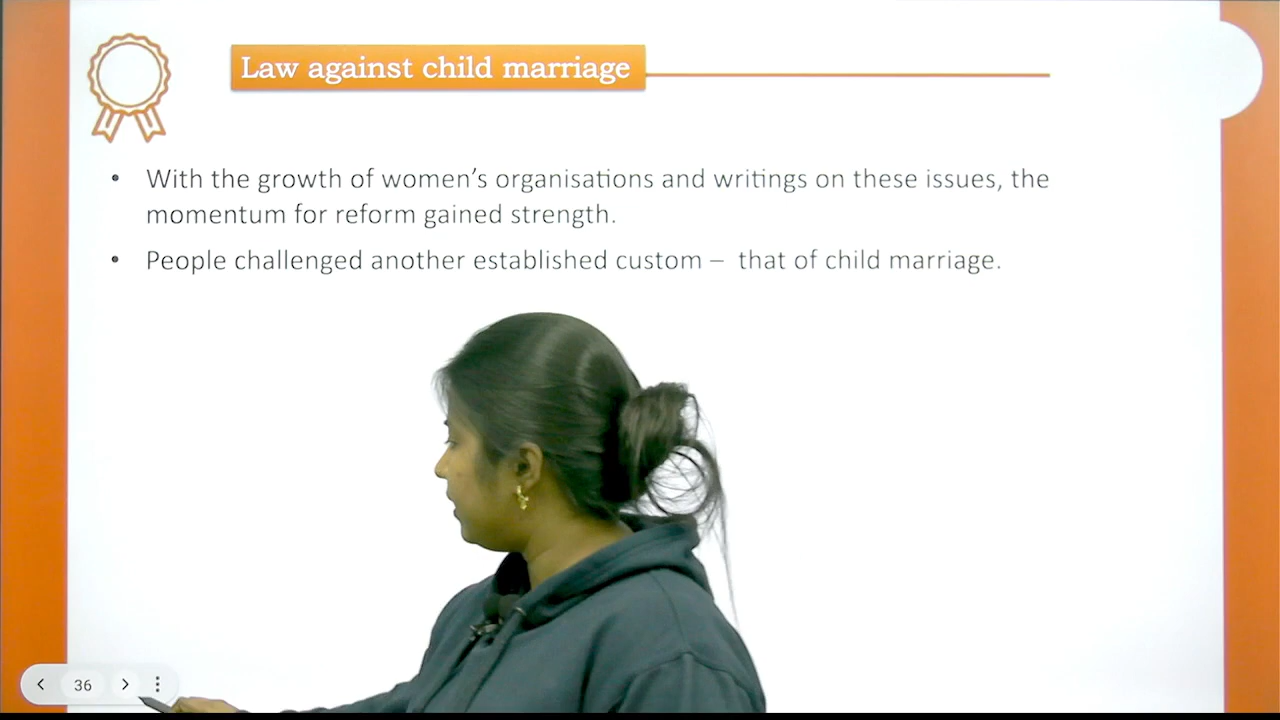 Law against child marriage
• With the growth of women’s organisations and writings on these issues, the
momentum for reform gained strength.
• People challenged another established custom – that of child marriage.
36